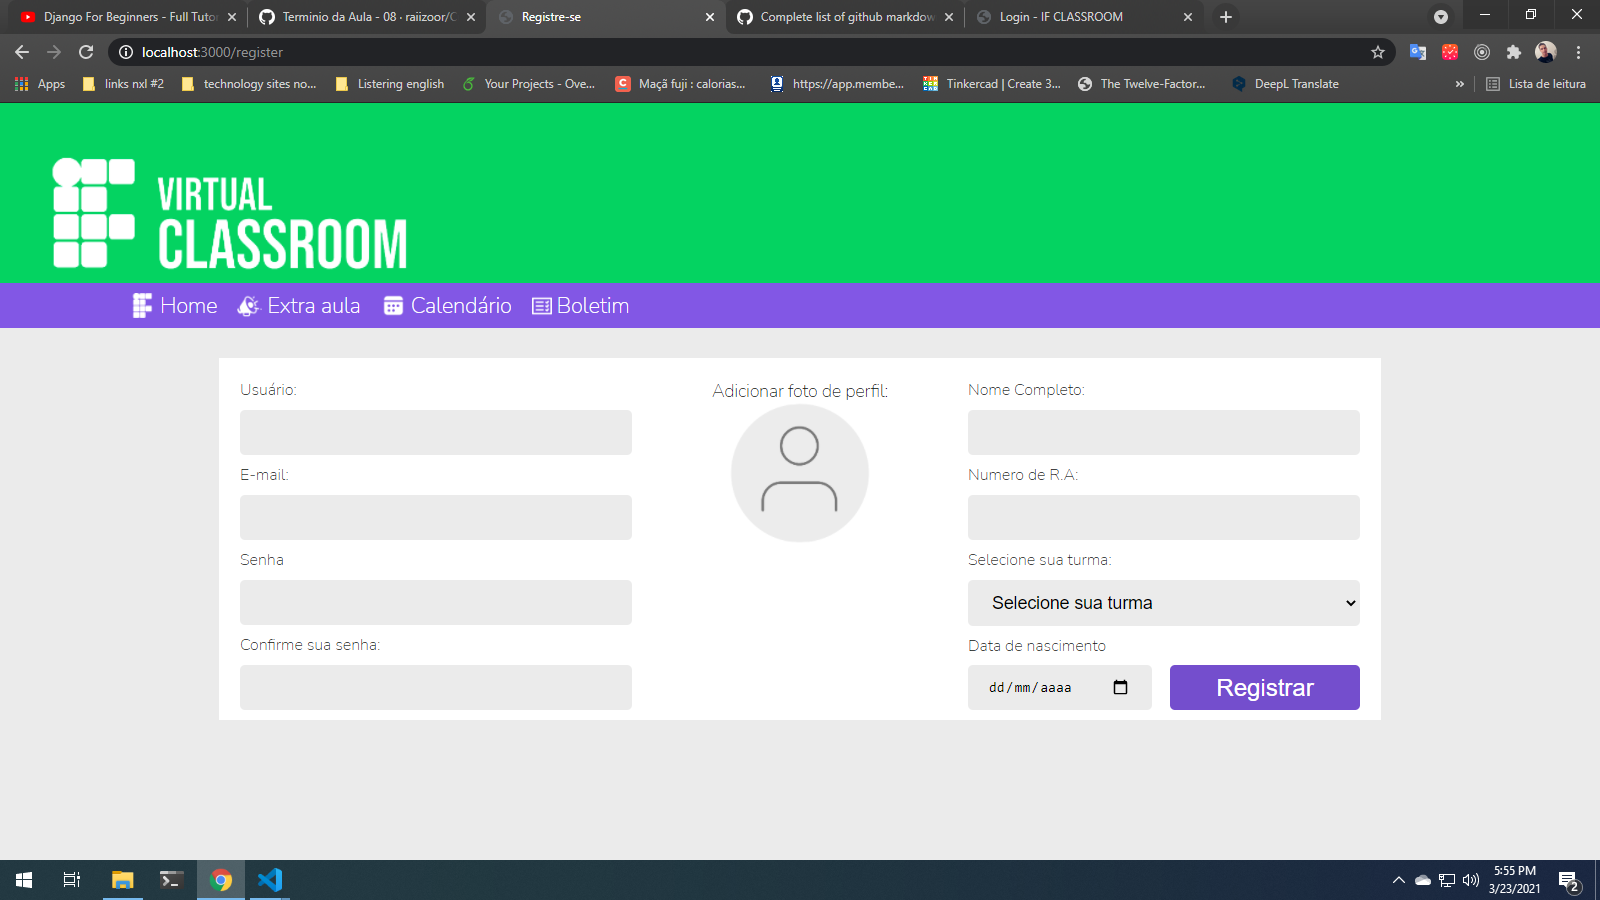 Django For Beginners - Full Tutor
Terminio da Aula - 08 · raiizoor/C
Registre-se
Complete list of github markdow
Login - IF CLASSROOM
localhost:3000/register
Apps
links nxl #2
technology sites no...
Listering english
Your Projects - Ove...
Maçã fuji : calorias...
https://app.membe...
Tinkercad | Create 3...
The Twelve-Factor...
DeepL Translate
»
Lista de leitura
VIRTUAL
CLASSROOM
Home
Extra aula
Calendário
Boletim
Usuário:
Adicionar foto de perfil:
Nome Completo:
E-mail:
Numero de R.A:
Senha
Selecione sua turma:
Selecione sua turma
Confirme sua senha:
Data de nascimento
dd/mm/aaaa
Registrar
5:55 PM
3/23/2021
2